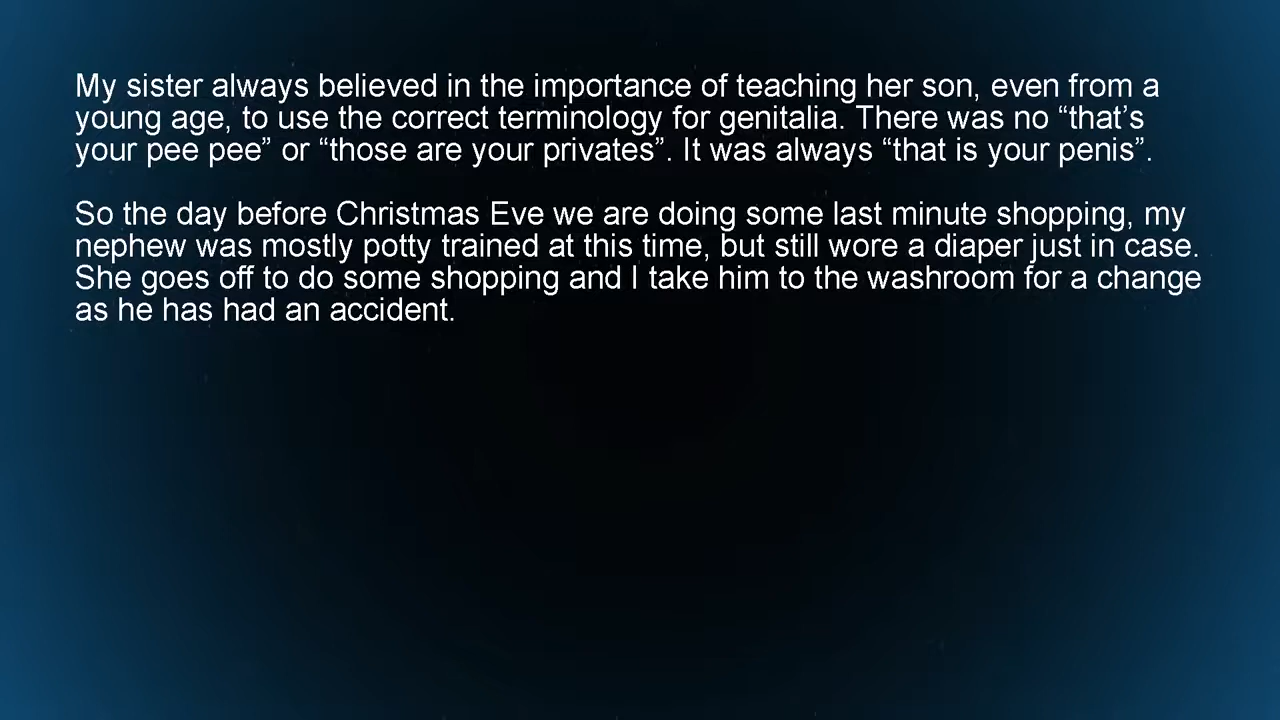 My sister always believed in the importance of teaching her son, even from a
young age, to use the correct terminology for genitalia. There was no “that’s
your pee pee” or “those are your privates”. It was always “that is your penis”.
So the day before Christmas Eve we are doing some last minute shopping, my
nephew was mostly potty trained at this time, but still wore a diaper just in case.
She goes off to do some shopping and I take him to the washroom for a change
as he has had an accident.